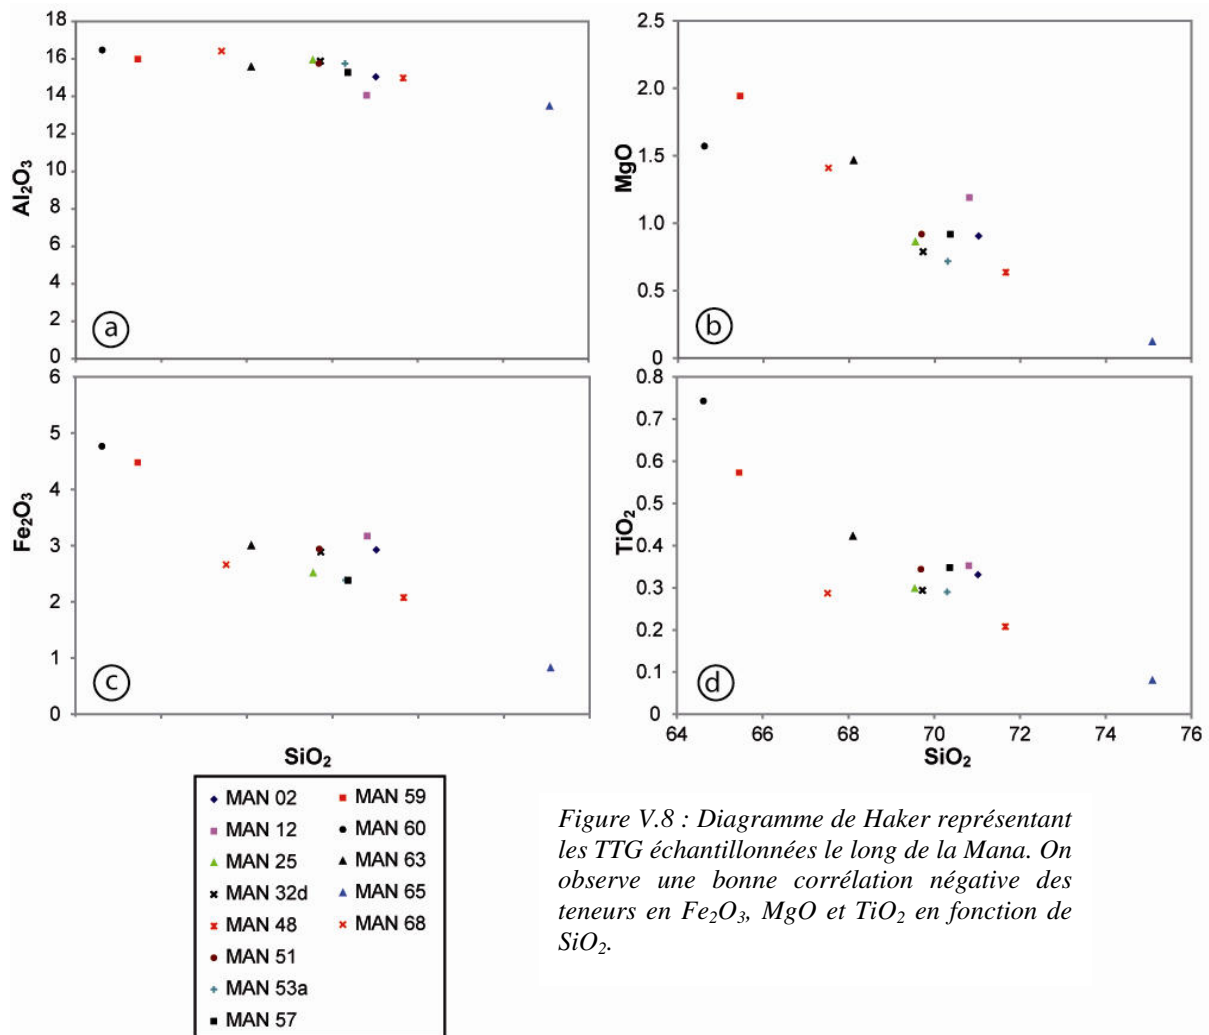 18
16
14
12
10
8
6
4
2
0
Al₂O₃
a
2.5
2.0
1.5
1.0
0.5
0
MgO
b
6
5
4
3
2
1
0
Fe₂O₃
c
SiO₂
0.8
0.7
0.6
0.5
0.4
0.3
0.2
0.1
0
TiO₂
d
64 66 68 70 72 74 76
SiO₂
MAN 02
MAN 12
MAN 25
MAN 32d
MAN 48
MAN 51
MAN 53a
MAN 57
MAN 59
MAN 60
MAN 63
MAN 65
MAN 68
Figure V.8 : Diagramme de Haker représentant
les TTG échantillonnées le long de la Mana. On
observe une bonne corrélation négative des
teneurs en Fe₂O₃, MgO et TiO₂ en fonction de
SiO₂.